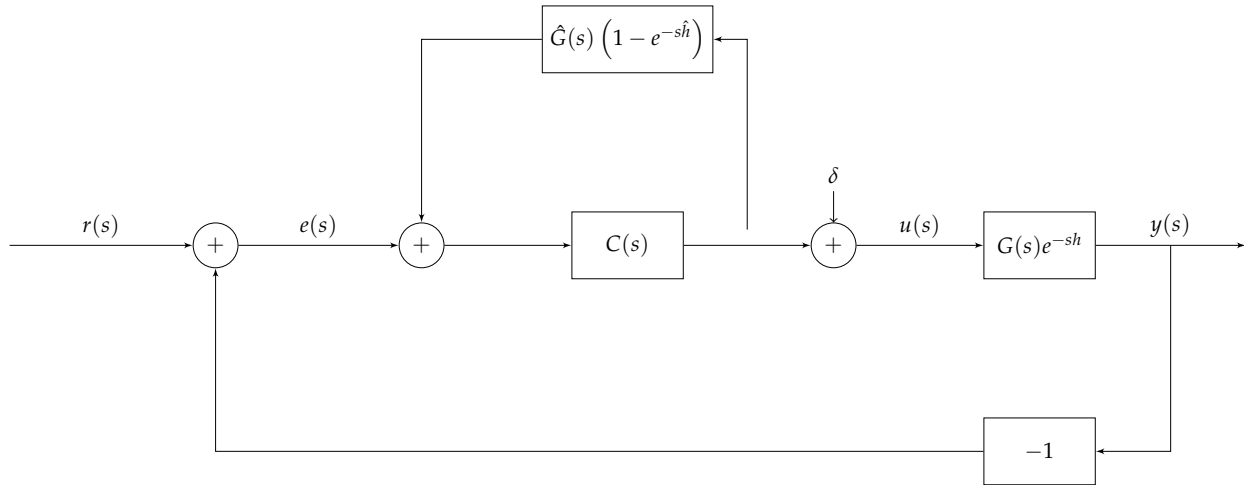 Ĝ(s) (1 − e^{−sĥ})
δ
r(s)
e(s)
u(s)
y(s)
+
+
C(s)
+
G(s)e^{−sh}
−1